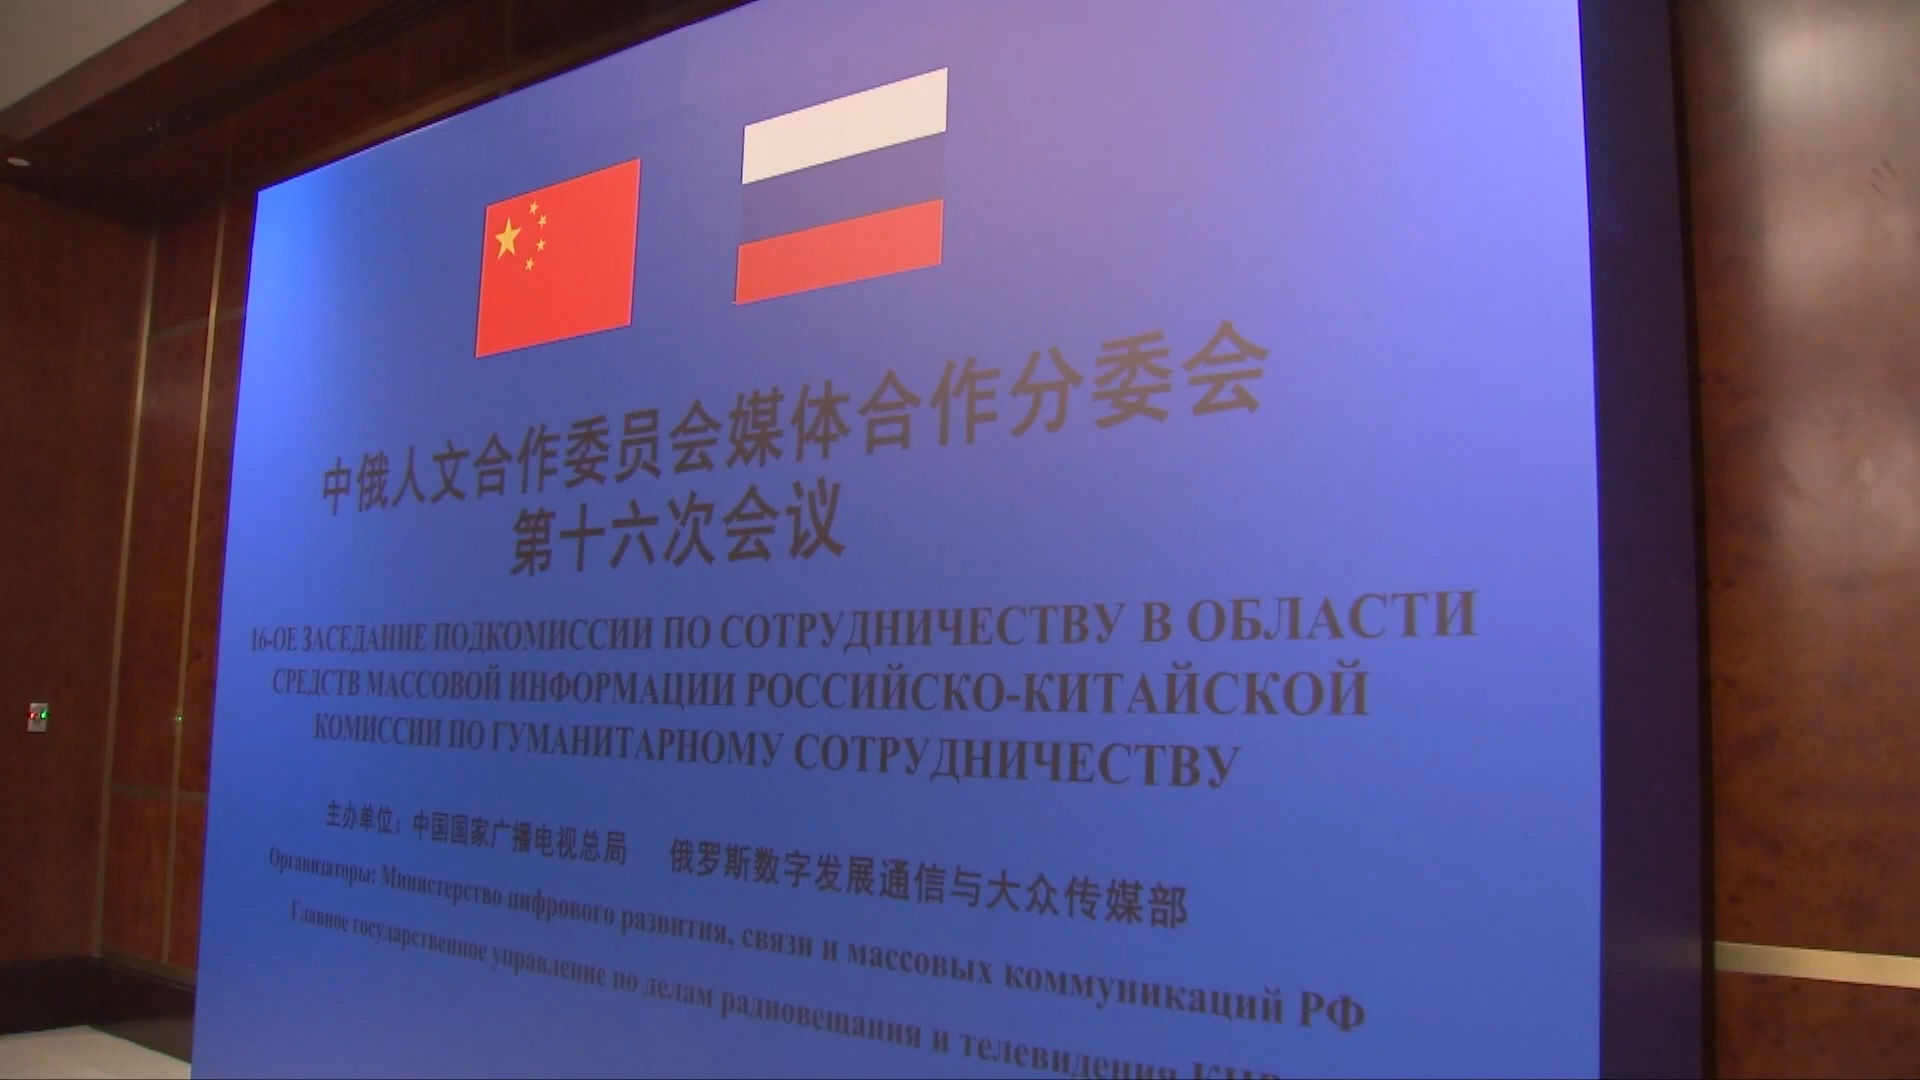 中俄人文合作委员会媒体合作分委会
第十六次会议
16-ОЕ ЗАСЕДАНИЕ ПОДКОМИССИИ ПО СОТРУДНИЧЕСТВУ В ОБЛАСТИ
СРЕДСТВ МАССОВОЙ ИНФОРМАЦИИ РОССИЙСКО-КИТАЙСКОЙ
КОМИССИИ ПО ГУМАНИТАРНОМУ СОТРУДНИЧЕСТВУ
主办单位：中国国家广播电视总局 俄罗斯数字发展通信与大众传媒部
Организаторы: Министерство цифрового развития, связи и массовых коммуникаций РФ
Главное государственное управление по делам радиовещания и телевидения КНР